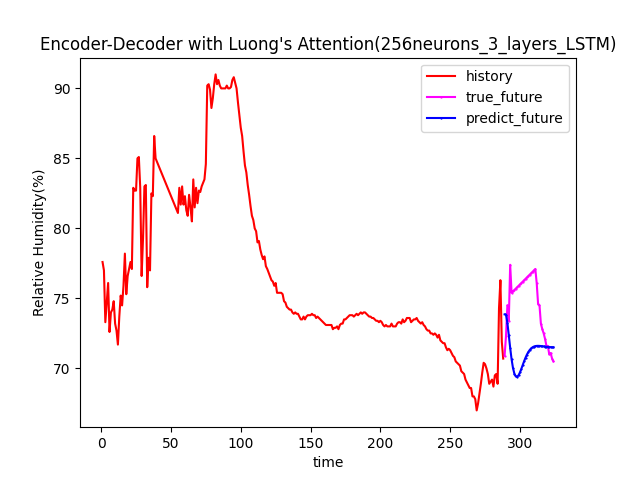 Encoder-Decoder with Luong's Attention(256neurons_3_layers_LSTM)
history
true_future
predict_future
Relative Humidity(%)
90
85
80
75
70
0 50 100 150 200 250 300
time